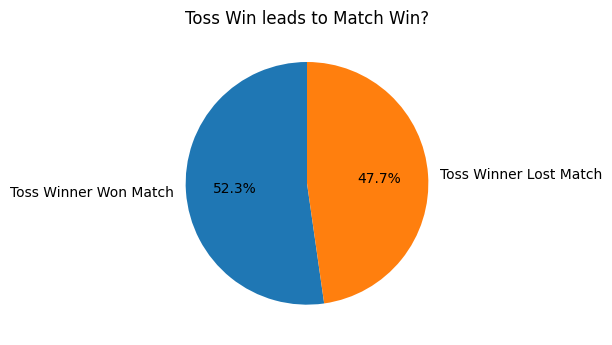 Toss Win leads to Match Win?
47.7%
Toss Winner Lost Match
52.3%
Toss Winner Won Match